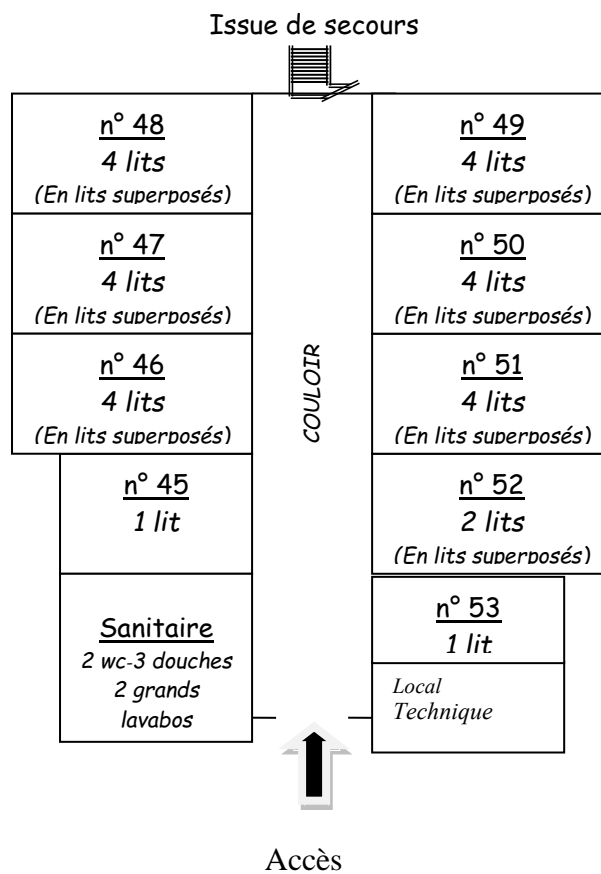 Issue de secours
n° 48
4 lits
(En lits superposés)
n° 47
4 lits
(En lits superposés)
n° 46
4 lits
(En lits superposés)
n° 45
1 lit
Sanitaire
2 wc-3 douches
2 grands
lavabos
COULOIR
n° 49
4 lits
(En lits superposés)
n° 50
4 lits
(En lits superposés)
n° 51
4 lits
(En lits superposés)
n° 52
2 lits
(En lits superposés)
n° 53
1 lit
Local
Technique
Accès